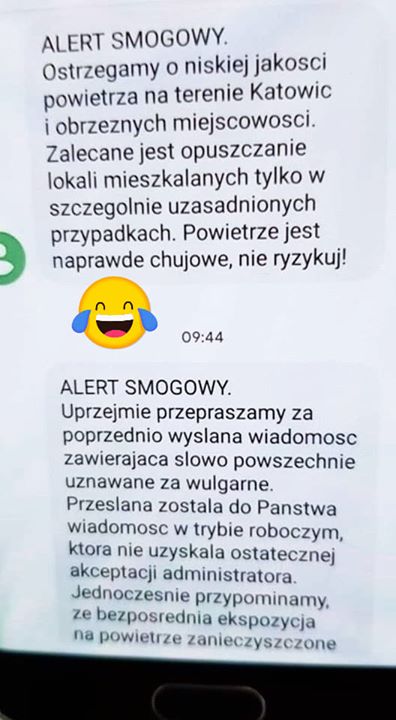 ALERT SMOGOWY.
Ostrzegamy o niskiej jakosci
powietrza na terenie Katowic
i obrzeznych miejscowosci.
Zalecane jest opuszczanie
lokali mieszkalanych tylko w
szczegolnie uzasadnionych
przypadkach. Powietrze jest
naprawde chujowe, nie ryzykuj!
09:44
ALERT SMOGOWY.
Uprzejmie przepraszamy za
poprzednio wyslana wiadomosc
zawierajaca slowo powszechnie
uznawane za wulgarne.
Przeslana zostala do Panstwa
wiadomosc w trybie roboczym,
ktora nie uzyskala ostatecznej
akceptacji administratora.
Jednoczesnie przypominamy,
ze bezposrednia ekspozycja
na powietrze zanieczyszczone